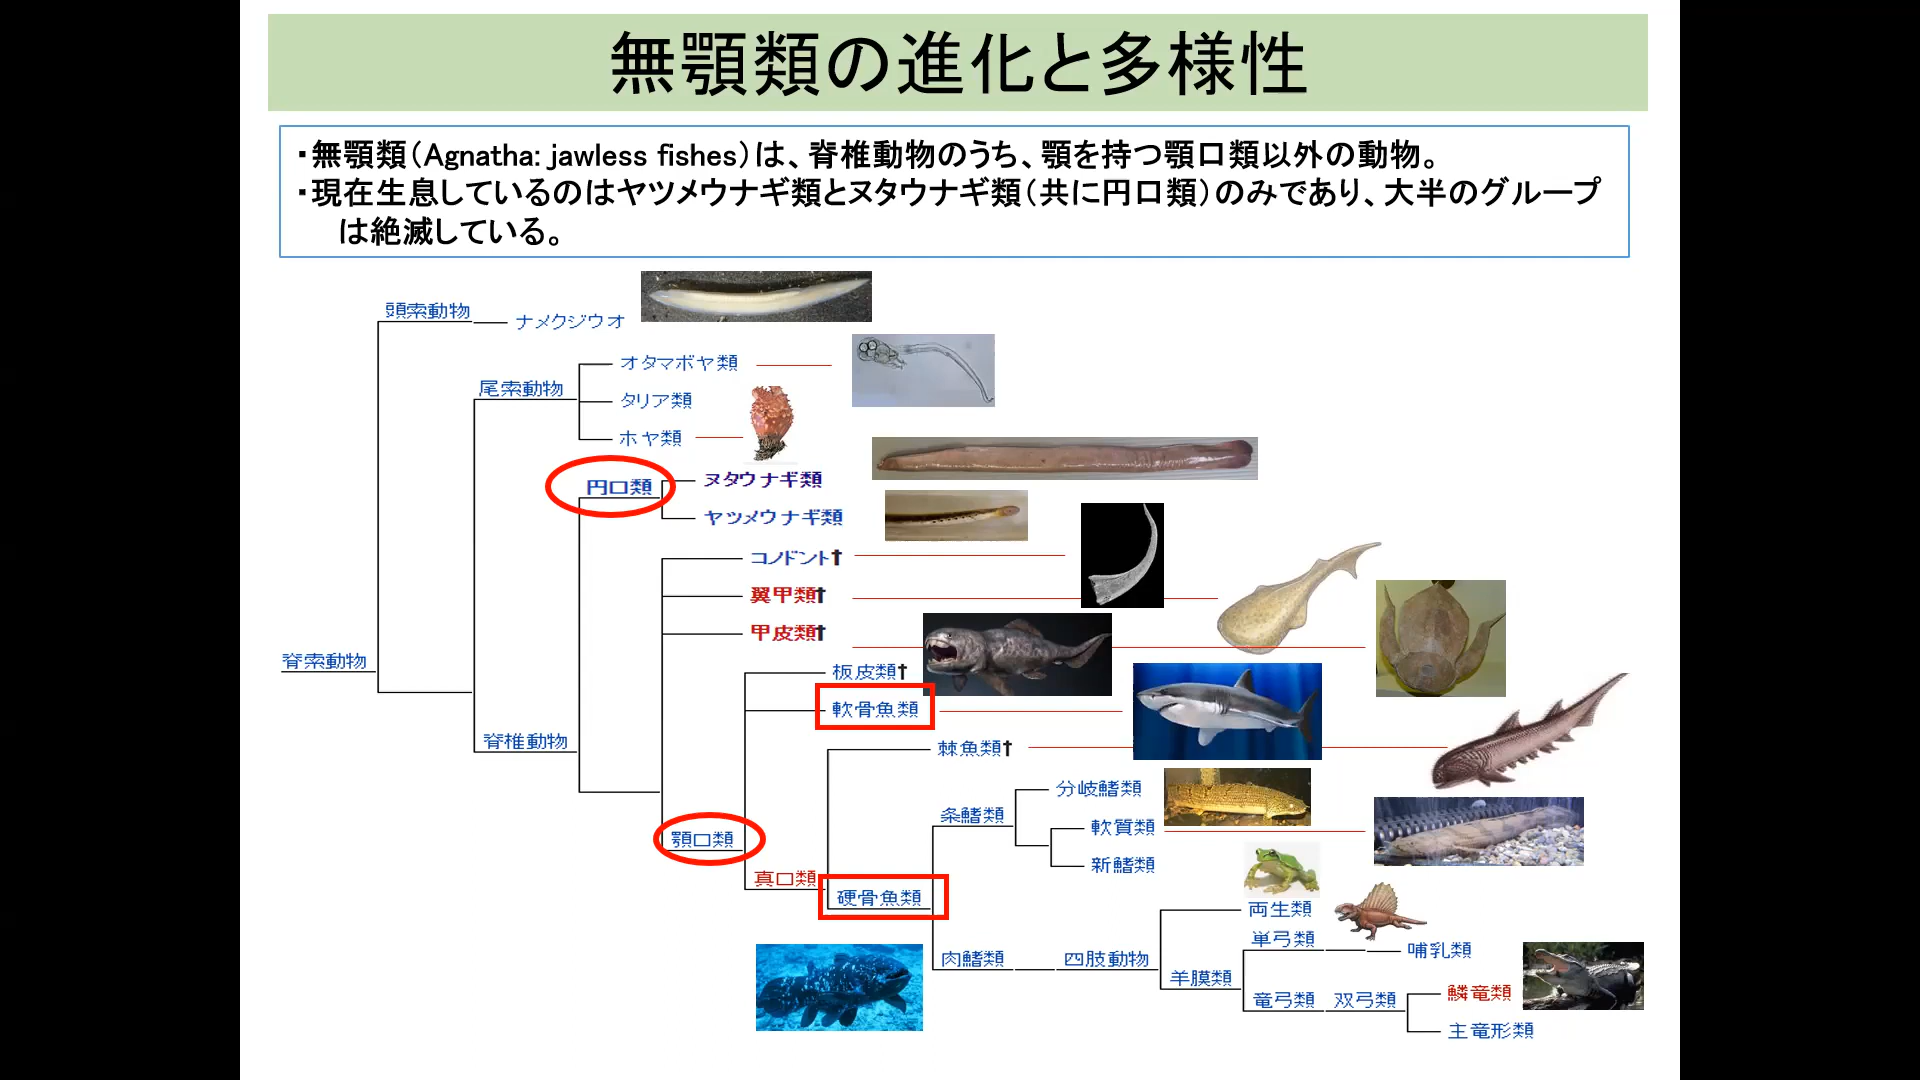 無顎類の進化と多様性
・無顎類（Agnatha: jawless fishes）は、脊椎動物のうち、顎を持つ顎口類以外の動物。
・現在生息しているのはヤツメウナギ類とヌタウナギ類（共に円口類）のみであり、大半のグループ
は絶滅している。
頭索動物
ナメクジウオ
オタマボヤ類
尾索動物
タリア類
ホヤ類
円口類
ヌタウナギ類
ヤツメウナギ類
コノドント†
翼甲類†
甲皮類†
脊索動物
板皮類†
軟骨魚類
脊椎動物
棘魚類†
分岐鰭類
条鰭類
軟質類
顎口類
新鰭類
真口類
硬骨魚類
両生類
単弓類
哺乳類
肉鰭類
四肢動物
羊膜類
竜弓類
双弓類
鱗竜類
主竜形類